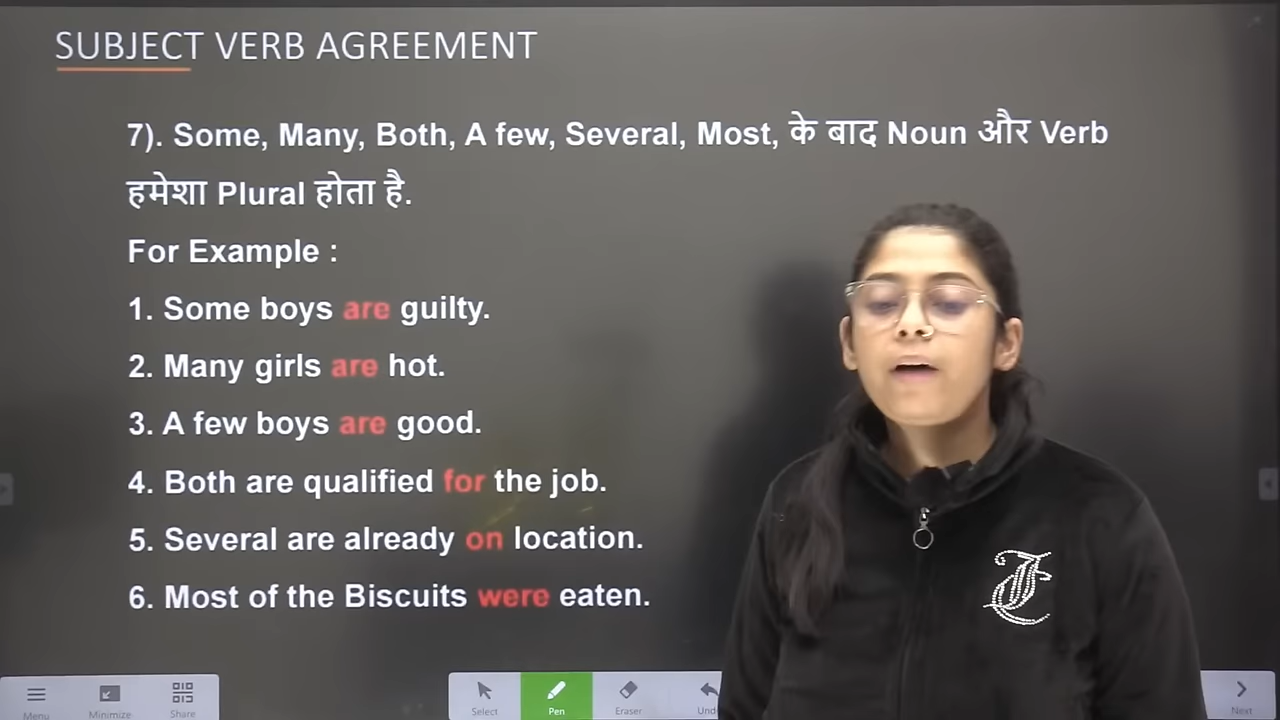 SUBJECT VERB AGREEMENT
7). Some, Many, Both, A few, Several, Most, के बाद Noun और Verb
हमेशा Plural होता है.
For Example :
1. Some boys are guilty.
2. Many girls are hot.
3. A few boys are good.
4. Both are qualified for the job.
5. Several are already on location.
6. Most of the Biscuits were eaten.
Menu Minimize Share Select Pen Eraser Und Next